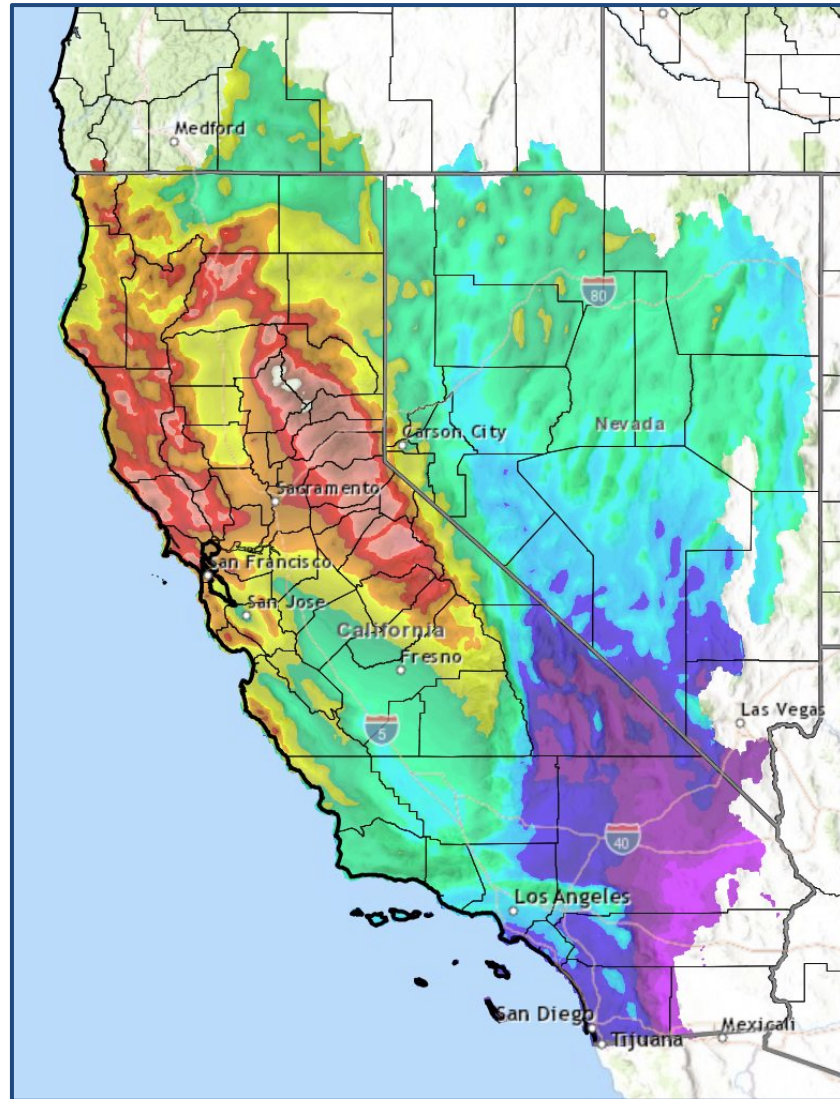 Medford
80
Nevada
Carson City
Sacramento
San Francisco
San Jose
California
Fresno
Las Vegas
5
40
Los Angeles
San Diego
Mexicali
Tijuana